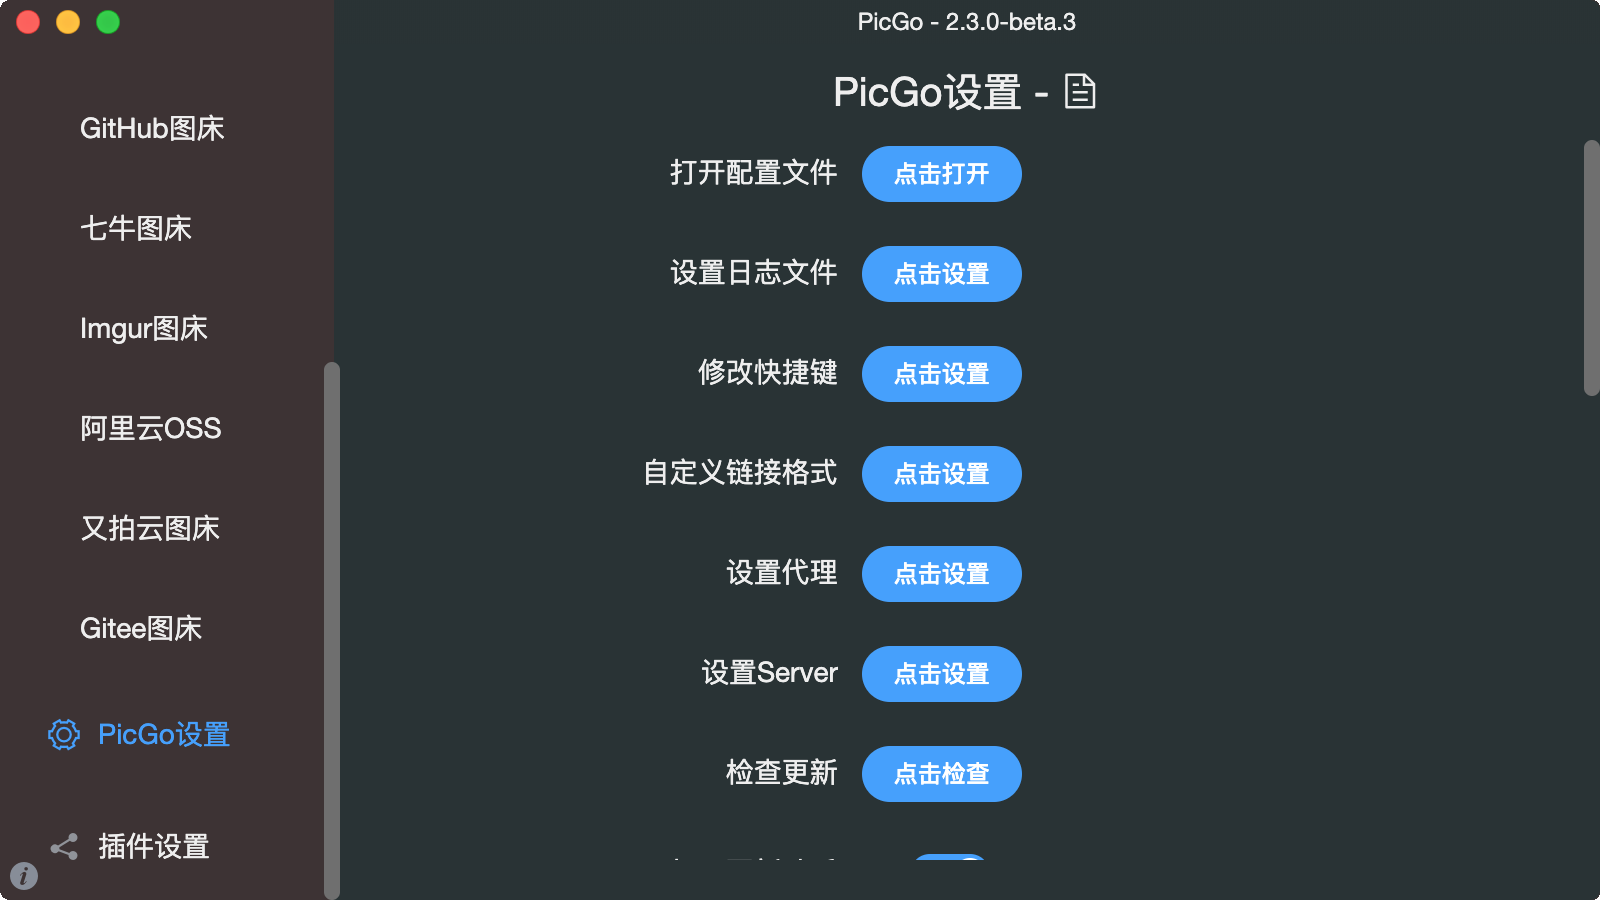 PicGo - 2.3.0-beta.3
GitHub图床
七牛图床
Imgur图床
阿里云OSS
又拍云图床
Gitee图床
PicGo设置
插件设置
PicGo设置 -
打开配置文件 点击打开
设置日志文件 点击设置
修改快捷键 点击设置
自定义链接格式 点击设置
设置代理 点击设置
设置Server 点击设置
检查更新 点击检查